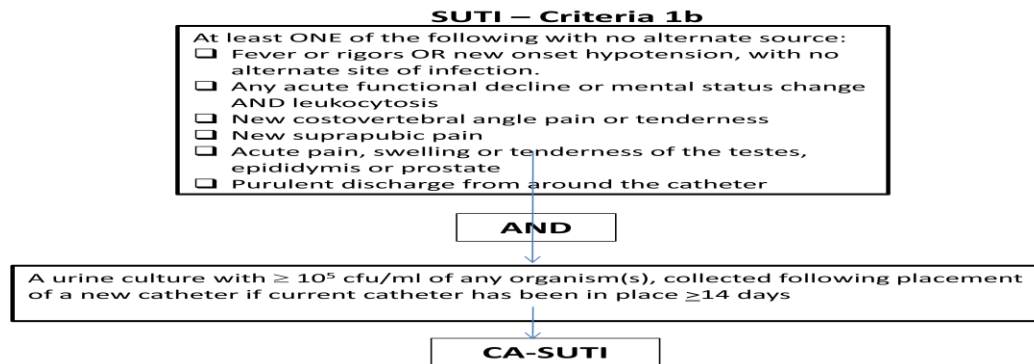 SUTI – Criteria 1b
At least ONE of the following with no alternate source:
❑ Fever or rigors OR new onset hypotension, with no
alternate site of infection.
❑ Any acute functional decline or mental status change
AND leukocytosis
❑ New costovertebral angle pain or tenderness
❑ New suprapubic pain
❑ Acute pain, swelling or tenderness of the testes,
epididymis or prostate
❑ Purulent discharge from around the catheter
AND
A urine culture with ≥ 10⁵ cfu/ml of any organism(s), collected following placement
of a new catheter if current catheter has been in place ≥14 days
CA-SUTI